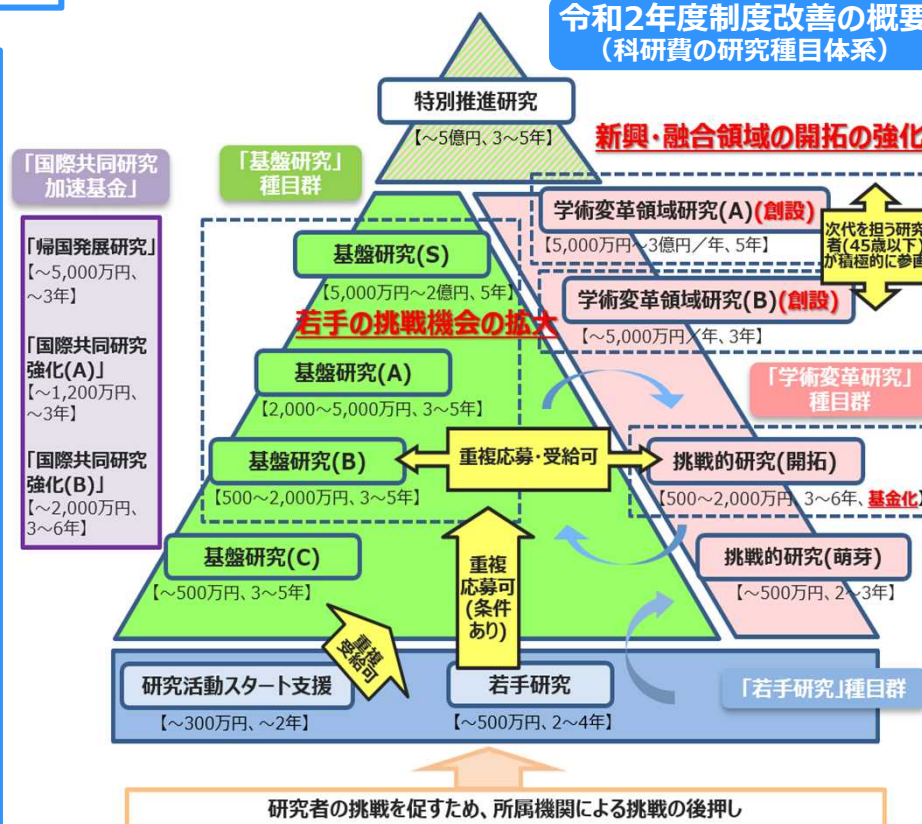 令和2年度制度改善の概要
(科研費の研究種目体系)
特別推進研究
【~5億円、3~5年】
新興・融合領域の開拓の強化
「国際共同研究
加速基金」
「基盤研究」
種目群
「帰国発展研究」
【~5,000万円、
~3年】
「国際共同研究
強化(A)」
【~1,200万円、
~3年】
「国際共同研究
強化(B)」
【~2,000万円、
3~6年】
学術変革領域研究(A)(創設)
【5,000万円~3億円/年、5年】
次代を担う研究
者(45歳以下)
が積極的に参画
基盤研究(S)
【5,000万円~2億円、5年】
学術変革領域研究(B)(創設)
【~5,000万円/年、3年】
若手の挑戦機会の拡大
基盤研究(A)
【2,000~5,000万円、3~5年】
「学術変革研究」
種目群
基盤研究(B)
【500~2,000万円、3~5年】
重複応募・受給可
挑戦的研究(開拓)
【500~2,000万円、3~6年、基金化】
基盤研究(C)
【~500万円、3~5年】
重複
応募可
(条件
あり)
挑戦的研究(萌芽)
【~500万円、2~3年】
重複
受給可
研究活動スタート支援
【~300万円、~2年】
若手研究
【~500万円、2~4年】
「若手研究」種目群
研究者の挑戦を促すため、所属機関による挑戦の後押し